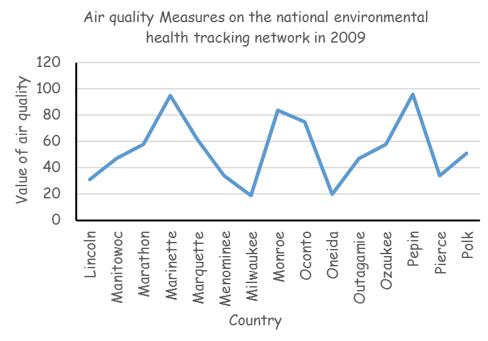 Air quality Measures on the national environmental
health tracking network in 2009
Value of air quality
120
100
80
60
40
20
0
Lincoln
Manitowoc
Marathon
Marinette
Marquette
Menominee
Milwaukee
Monroe
Oconto
Oneida
Outagamie
Ozaukee
Pepin
Pierce
Polk
Country